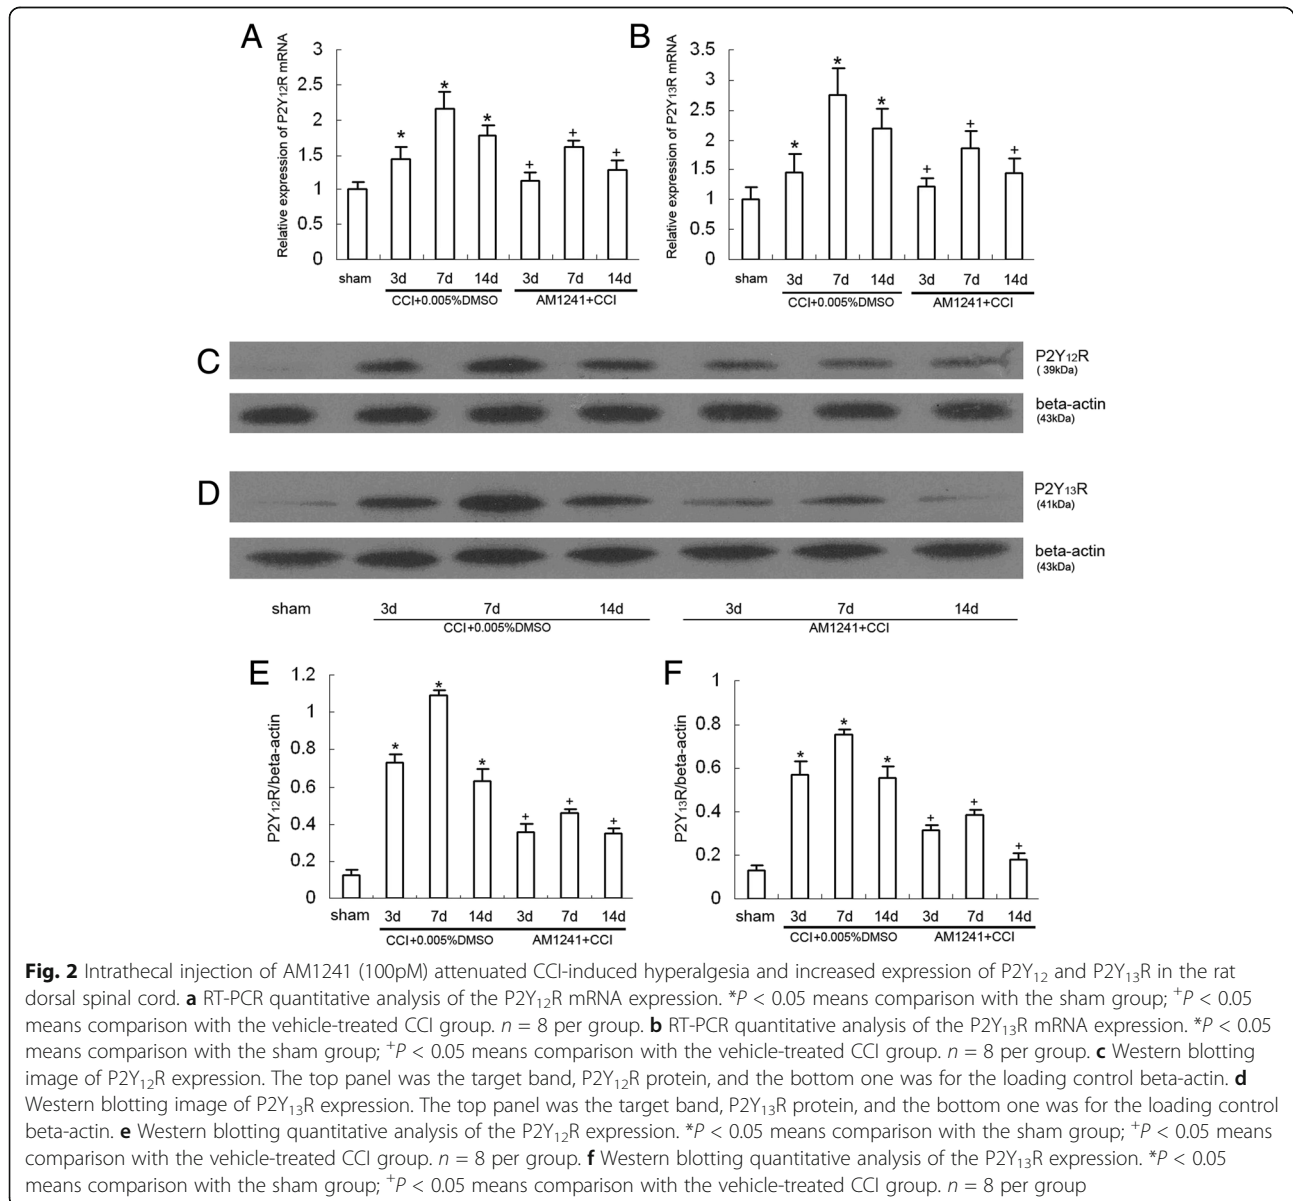 A
B
Relative expression of P2Y₁₂R mRNA
3
2.5
2
1.5
1
0.5
0
* * * + + +
sham 3d 7d 14d 3d 7d 14d
CCI+0.005%DMSO AM1241+CCI
Relative expression of P2Y₁₃R mRNA
3.5
3
2.5
2
1.5
1
0.5
0
* * * + + +
sham 3d 7d 14d 3d 7d 14d
CCI+0.005%DMSO AM1241+CCI
C
P2Y₁₂R
( 39kDa)
beta-actin
(43kDa)
D
P2Y₁₃R
(41kDa)
beta-actin
(43kDa)
sham 3d 7d 14d 3d 7d 14d
CCI+0.005%DMSO AM1241+CCI
E
P2Y₁₂R/beta-actin
1.2
1
0.8
0.6
0.4
0.2
0
* * * + + +
sham 3d 7d 14d 3d 7d 14d
CCI+0.005%DMSO AM1241+CCI
F
P2Y₁₃R/beta-actin
1
0.8
0.6
0.4
0.2
0
* * * + + +
sham 3d 7d 14d 3d 7d 14d
CCI+0.005%DMSO AM1241+CCI
Fig. 2 Intrathecal injection of AM1241 (100pM) attenuated CCI-induced hyperalgesia and increased expression of P2Y₁₂ and P2Y₁₃R in the rat
dorsal spinal cord. a RT-PCR quantitative analysis of the P2Y₁₂R mRNA expression. *P < 0.05 means comparison with the sham group; ⁺P < 0.05
means comparison with the vehicle-treated CCI group. n = 8 per group. b RT-PCR quantitative analysis of the P2Y₁₃R mRNA expression. *P < 0.05
means comparison with the sham group; ⁺P < 0.05 means comparison with the vehicle-treated CCI group. n = 8 per group. c Western blotting
image of P2Y₁₂R expression. The top panel was the target band, P2Y₁₂R protein, and the bottom one was for the loading control beta-actin. d
Western blotting image of P2Y₁₃R expression. The top panel was the target band, P2Y₁₃R protein, and the bottom one was for the loading control
beta-actin. e Western blotting quantitative analysis of the P2Y₁₂R expression. *P < 0.05 means comparison with the sham group; ⁺P < 0.05 means
comparison with the vehicle-treated CCI group. n = 8 per group. f Western blotting quantitative analysis of the P2Y₁₃R expression. *P < 0.05
means comparison with the sham group; ⁺P < 0.05 means comparison with the vehicle-treated CCI group. n = 8 per group